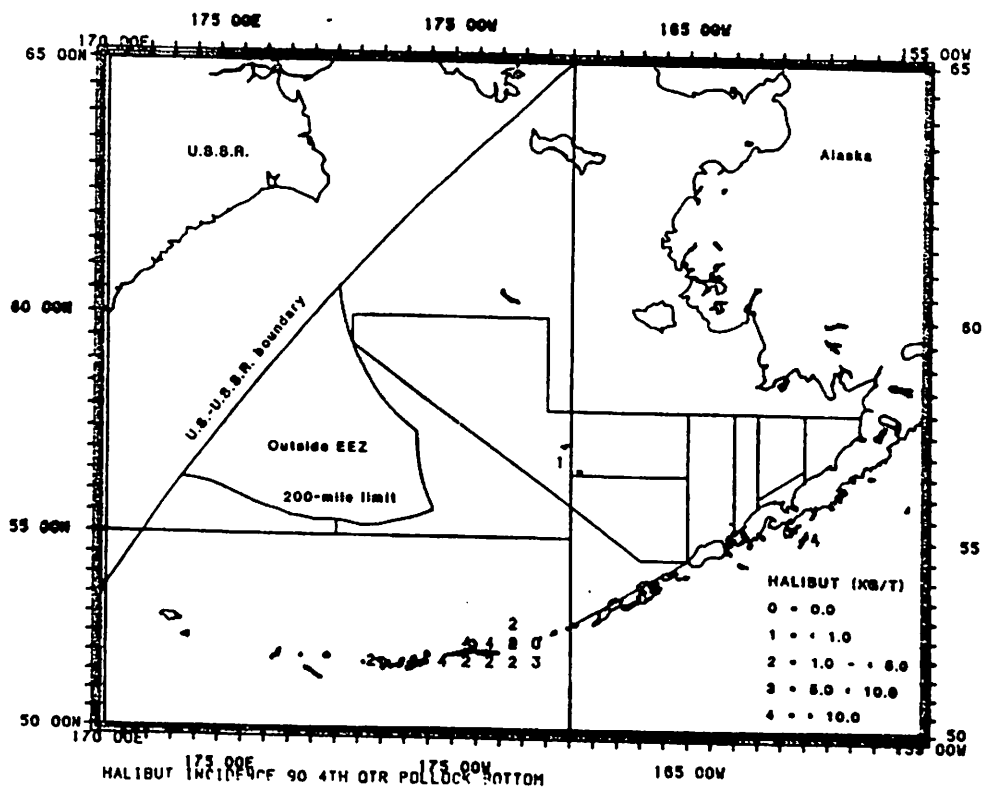 175 00E 175 00W 165 00W
170 00E 155 00W
65 00N 65
U.S.S.R. Alaska
60 00N 60
U.S.-U.S.S.R. boundary
Outside EEZ
1
200-mile limit
55 00N 55
4
HALIBUT (KG/T)
0 = 0.0
1 = < 1.0
2 = 1.0 - < 5.0
3 = 5.0 < 10.0
4 = 10.0
2
4 4 2 0
2 4 2 2 2 3
50 00N 50
170 00E 155 00W
175 00E 175 00W 165 00W
HALIBUT INCIDENCE 90 4TH QTR POLLOCK BOTTOM